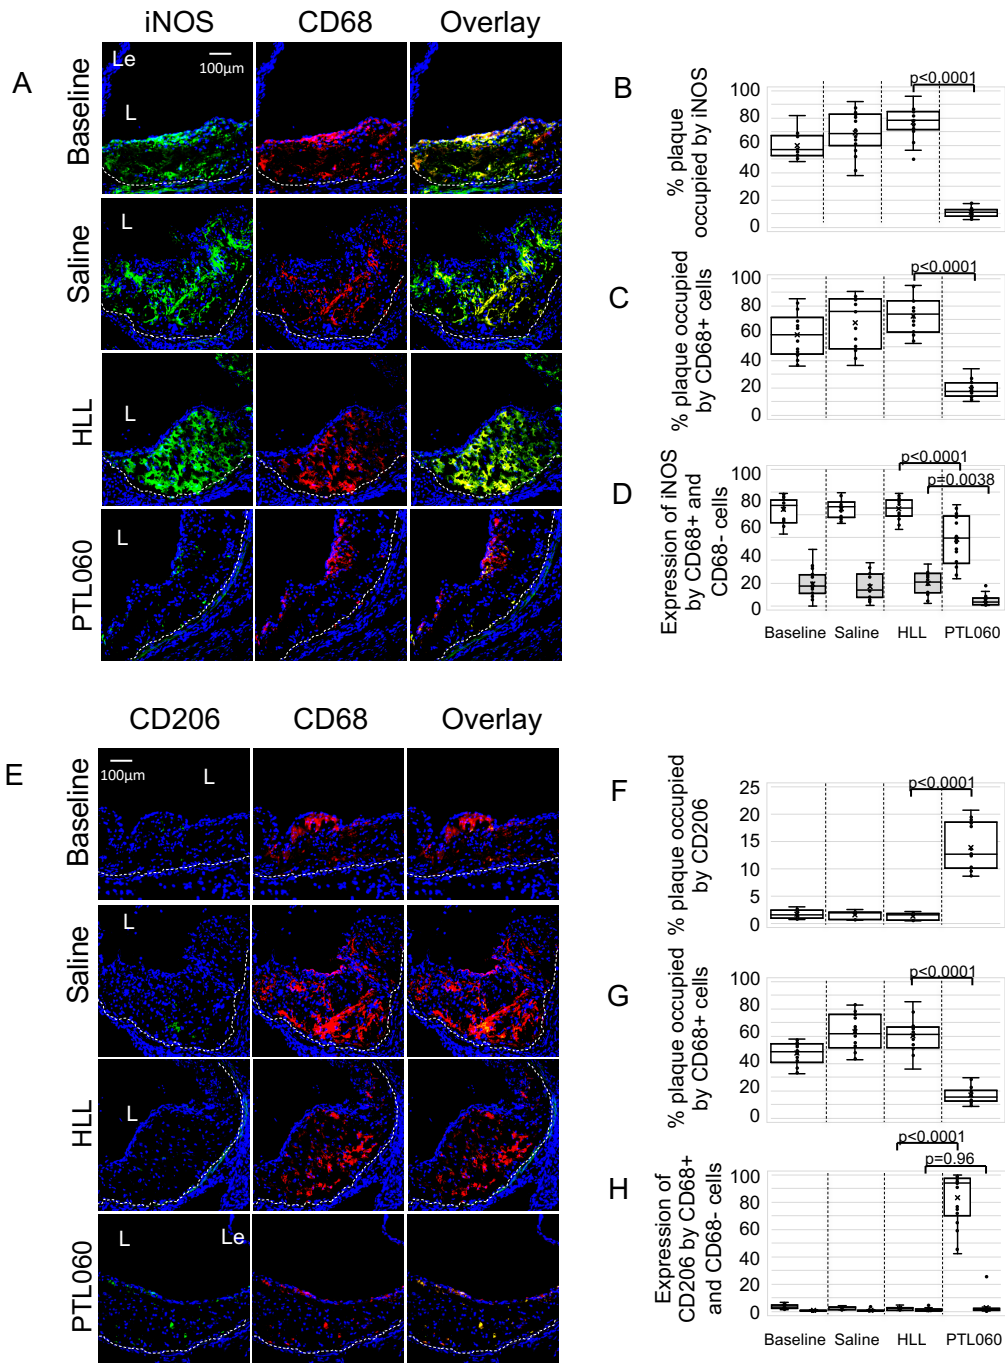 iNOS CD68 Overlay
A
Baseline
Le
L
100µm
Saline
L
HLL
L
PTL060
L
B
% plaque
occupied by iNOS
p<0.0001
100
80
60
40
20
0
C
% plaque occupied
by CD68+ cells
p<0.0001
100
80
60
40
20
0
D
Expression of iNOS
by CD68+ and
CD68- cells
p<0.0001
p=0.0038
100
80
60
40
20
0
Baseline Saline HLL PTL060
CD206 CD68 Overlay
E
Baseline
100µm
L
Saline
L
HLL
L
PTL060
L
Le
F
% plaque occupied
by CD206
p<0.0001
25
20
15
10
5
0
G
% plaque occupied
by CD68+ cells
p<0.0001
100
80
60
40
20
0
H
Expression of
CD206 by CD68+
and CD68- cells
p<0.0001
p=0.96
100
80
60
40
20
0
Baseline Saline HLL PTL060